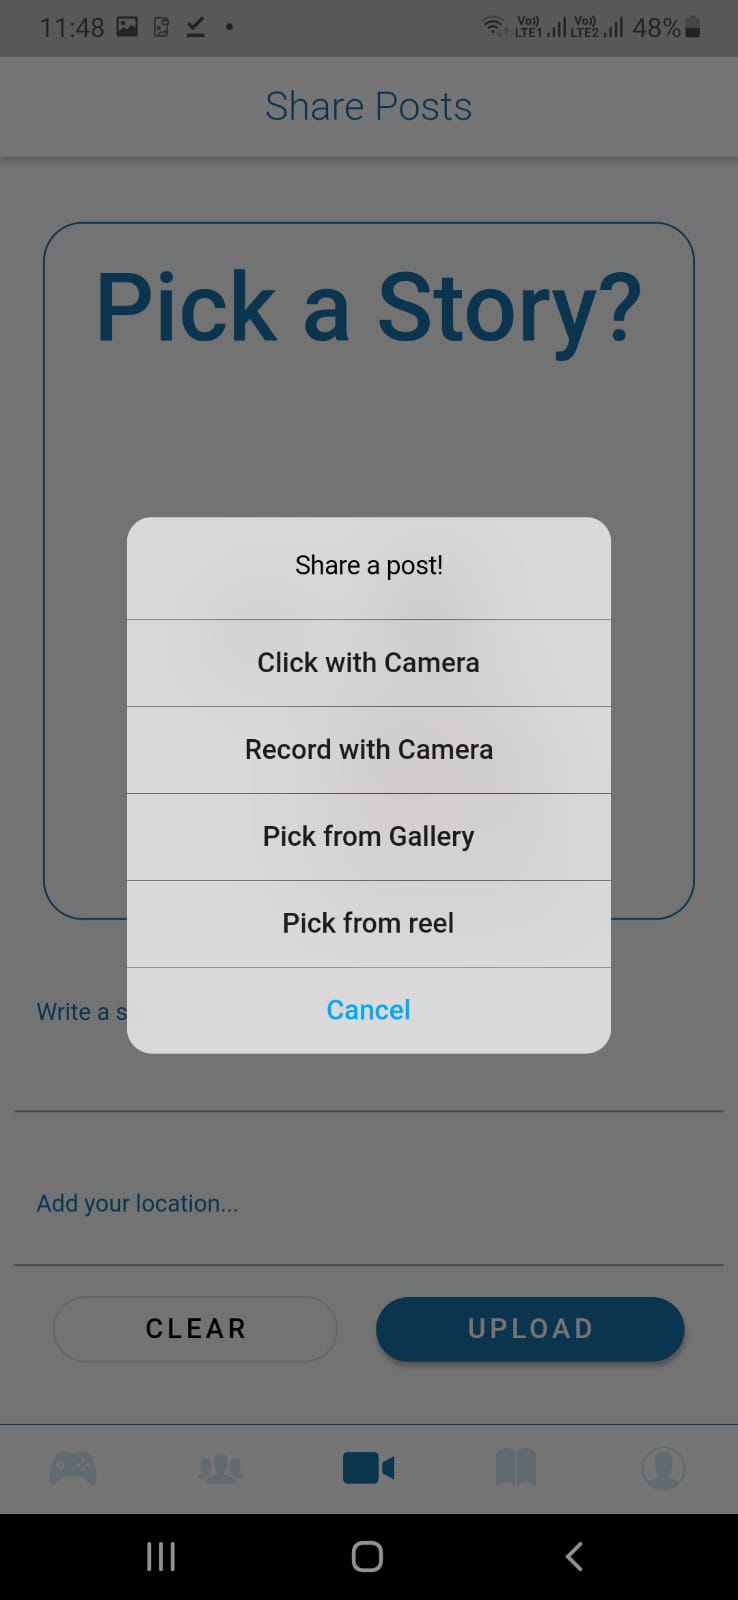 11:48
Vo)) LTE1 Vo)) LTE2 48%
Share Posts
Pick a Story?
Share a post!
Click with Camera
Record with Camera
Pick from Gallery
Pick from reel
Cancel
Write a s
Add your location...
CLEAR UPLOAD